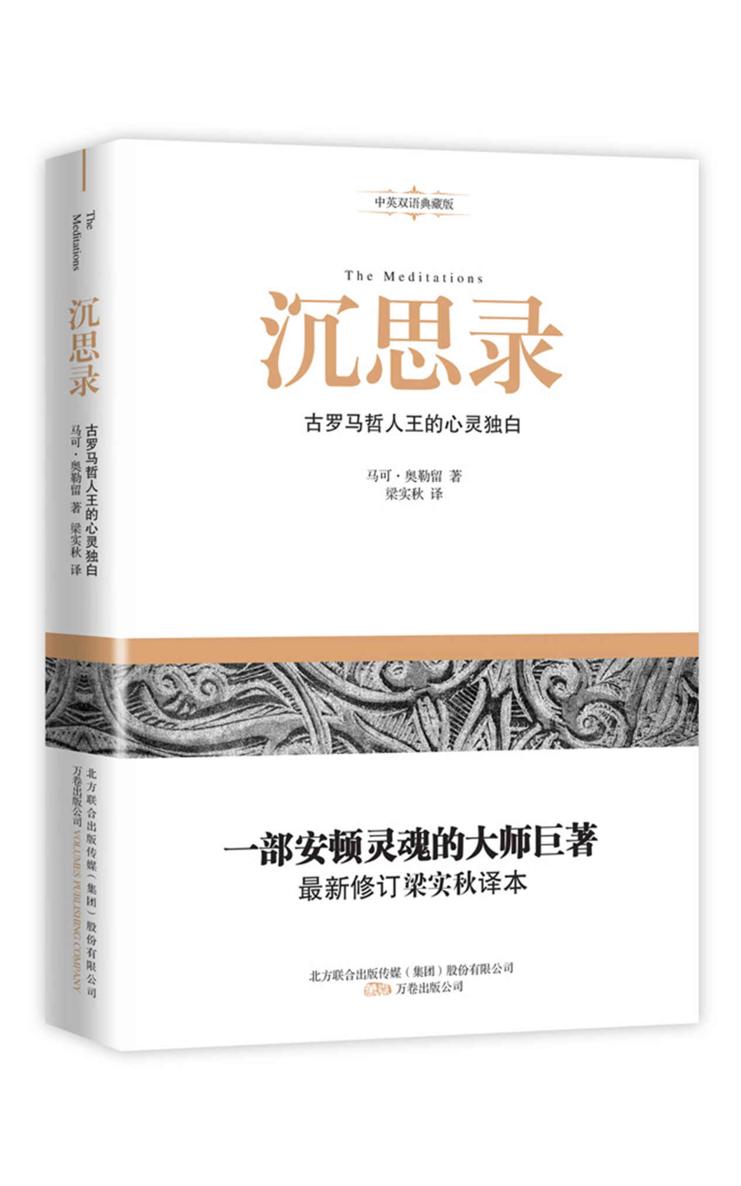 中英双语典藏版
The Meditations
沉思录
古罗马哲人王的心灵独白
马可·奥勒留 著
梁实秋 译
一部安顿灵魂的大师巨著
最新修订梁实秋译本
北方联合出版传媒（集团）股份有限公司
万卷出版公司
The
Meditations
沉思录
古罗马哲人王的心灵独白
马可·奥勒留 著 梁实秋 译
北方联合出版传媒（集团）股份有限公司
万卷出版公司 VOLUMES PUBLISHING COMPANY